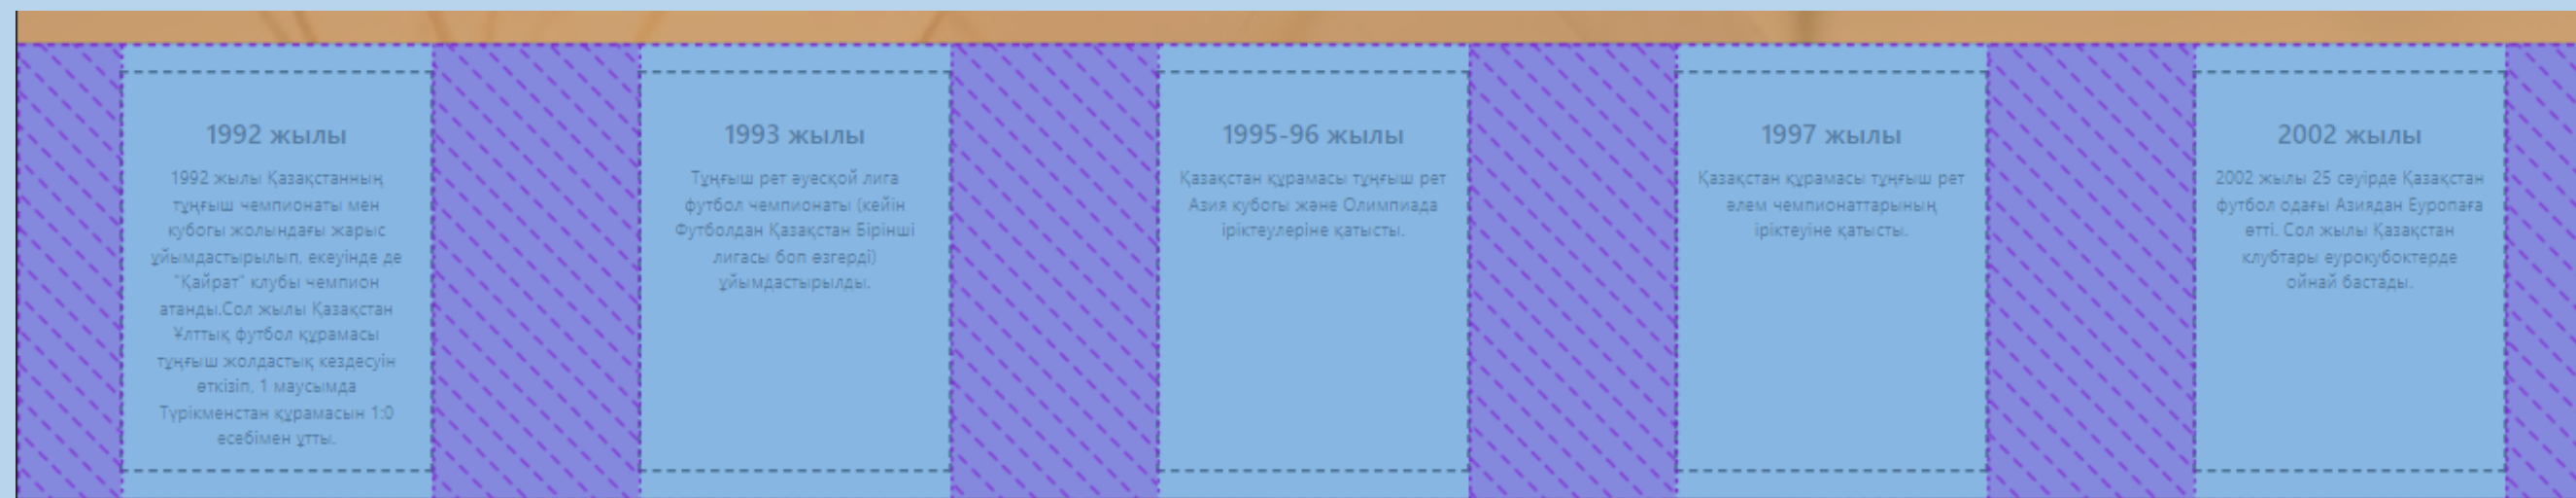 1992 жылы
1992 жылы Қазақстанның
тұңғыш чемпионаты мен
кубогы жолындағы жарыс
ұйымдастырылып, екеуінде де
"Қайрат" клубы чемпион
атанды.Сол жылы Қазақстан
Ұлттық футбол құрамасы
тұңғыш жолдастық кездесуін
өткізіп, 1 маусымда
Түрікменстан құрамасын 1:0
есебімен ұтты.
1993 жылы
Тұңғыш рет әуесқой лига
футбол чемпионаты (кейін
Футболдан Қазақстан Бірінші
лигасы боп өзгерді)
ұйымдастырылды.
1995-96 жылы
Қазақстан құрамасы тұңғыш рет
Азия кубогы және Олимпиада
іріктеулеріне қатысты.
1997 жылы
Қазақстан құрамасы тұңғыш рет
әлем чемпионаттарының
іріктеуіне қатысты.
2002 жылы
2002 жылы 25 сәуірде Қазақстан
футбол одағы Азиядан Еуропаға
өтті. Сол жылы Қазақстан
клубтары еурокубоктерде
ойнай бастады.